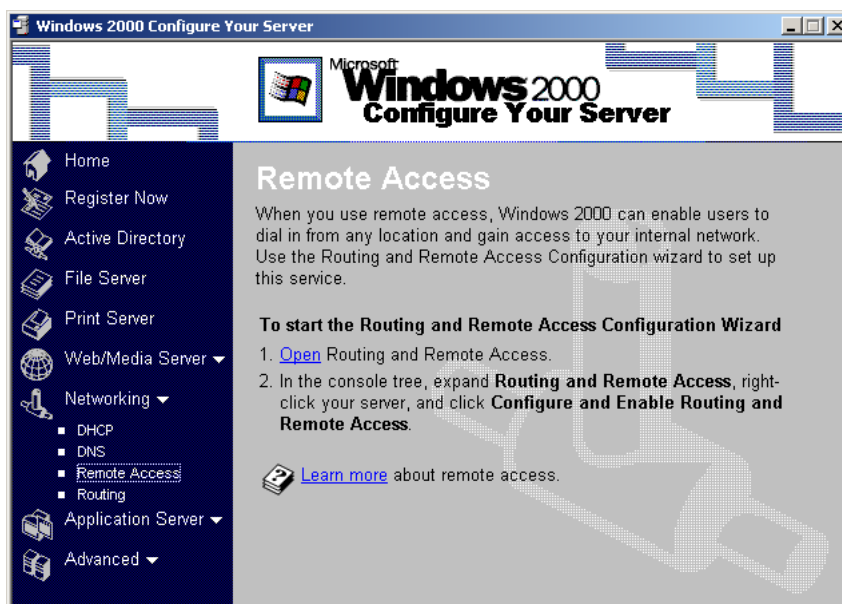 Windows 2000 Configure Your Server
Microsoft
Windows 2000
Configure Your Server
Home
Register Now
Active Directory
File Server
Print Server
Web/Media Server
Networking
DHCP
DNS
Remote Access
Routing
Application Server
Advanced
Remote Access
When you use remote access, Windows 2000 can enable users to
dial in from any location and gain access to your internal network.
Use the Routing and Remote Access Configuration wizard to set up
this service.
To start the Routing and Remote Access Configuration Wizard
1. Open Routing and Remote Access.
2. In the console tree, expand Routing and Remote Access, right-
click your server, and click Configure and Enable Routing and
Remote Access.
Learn more about remote access.